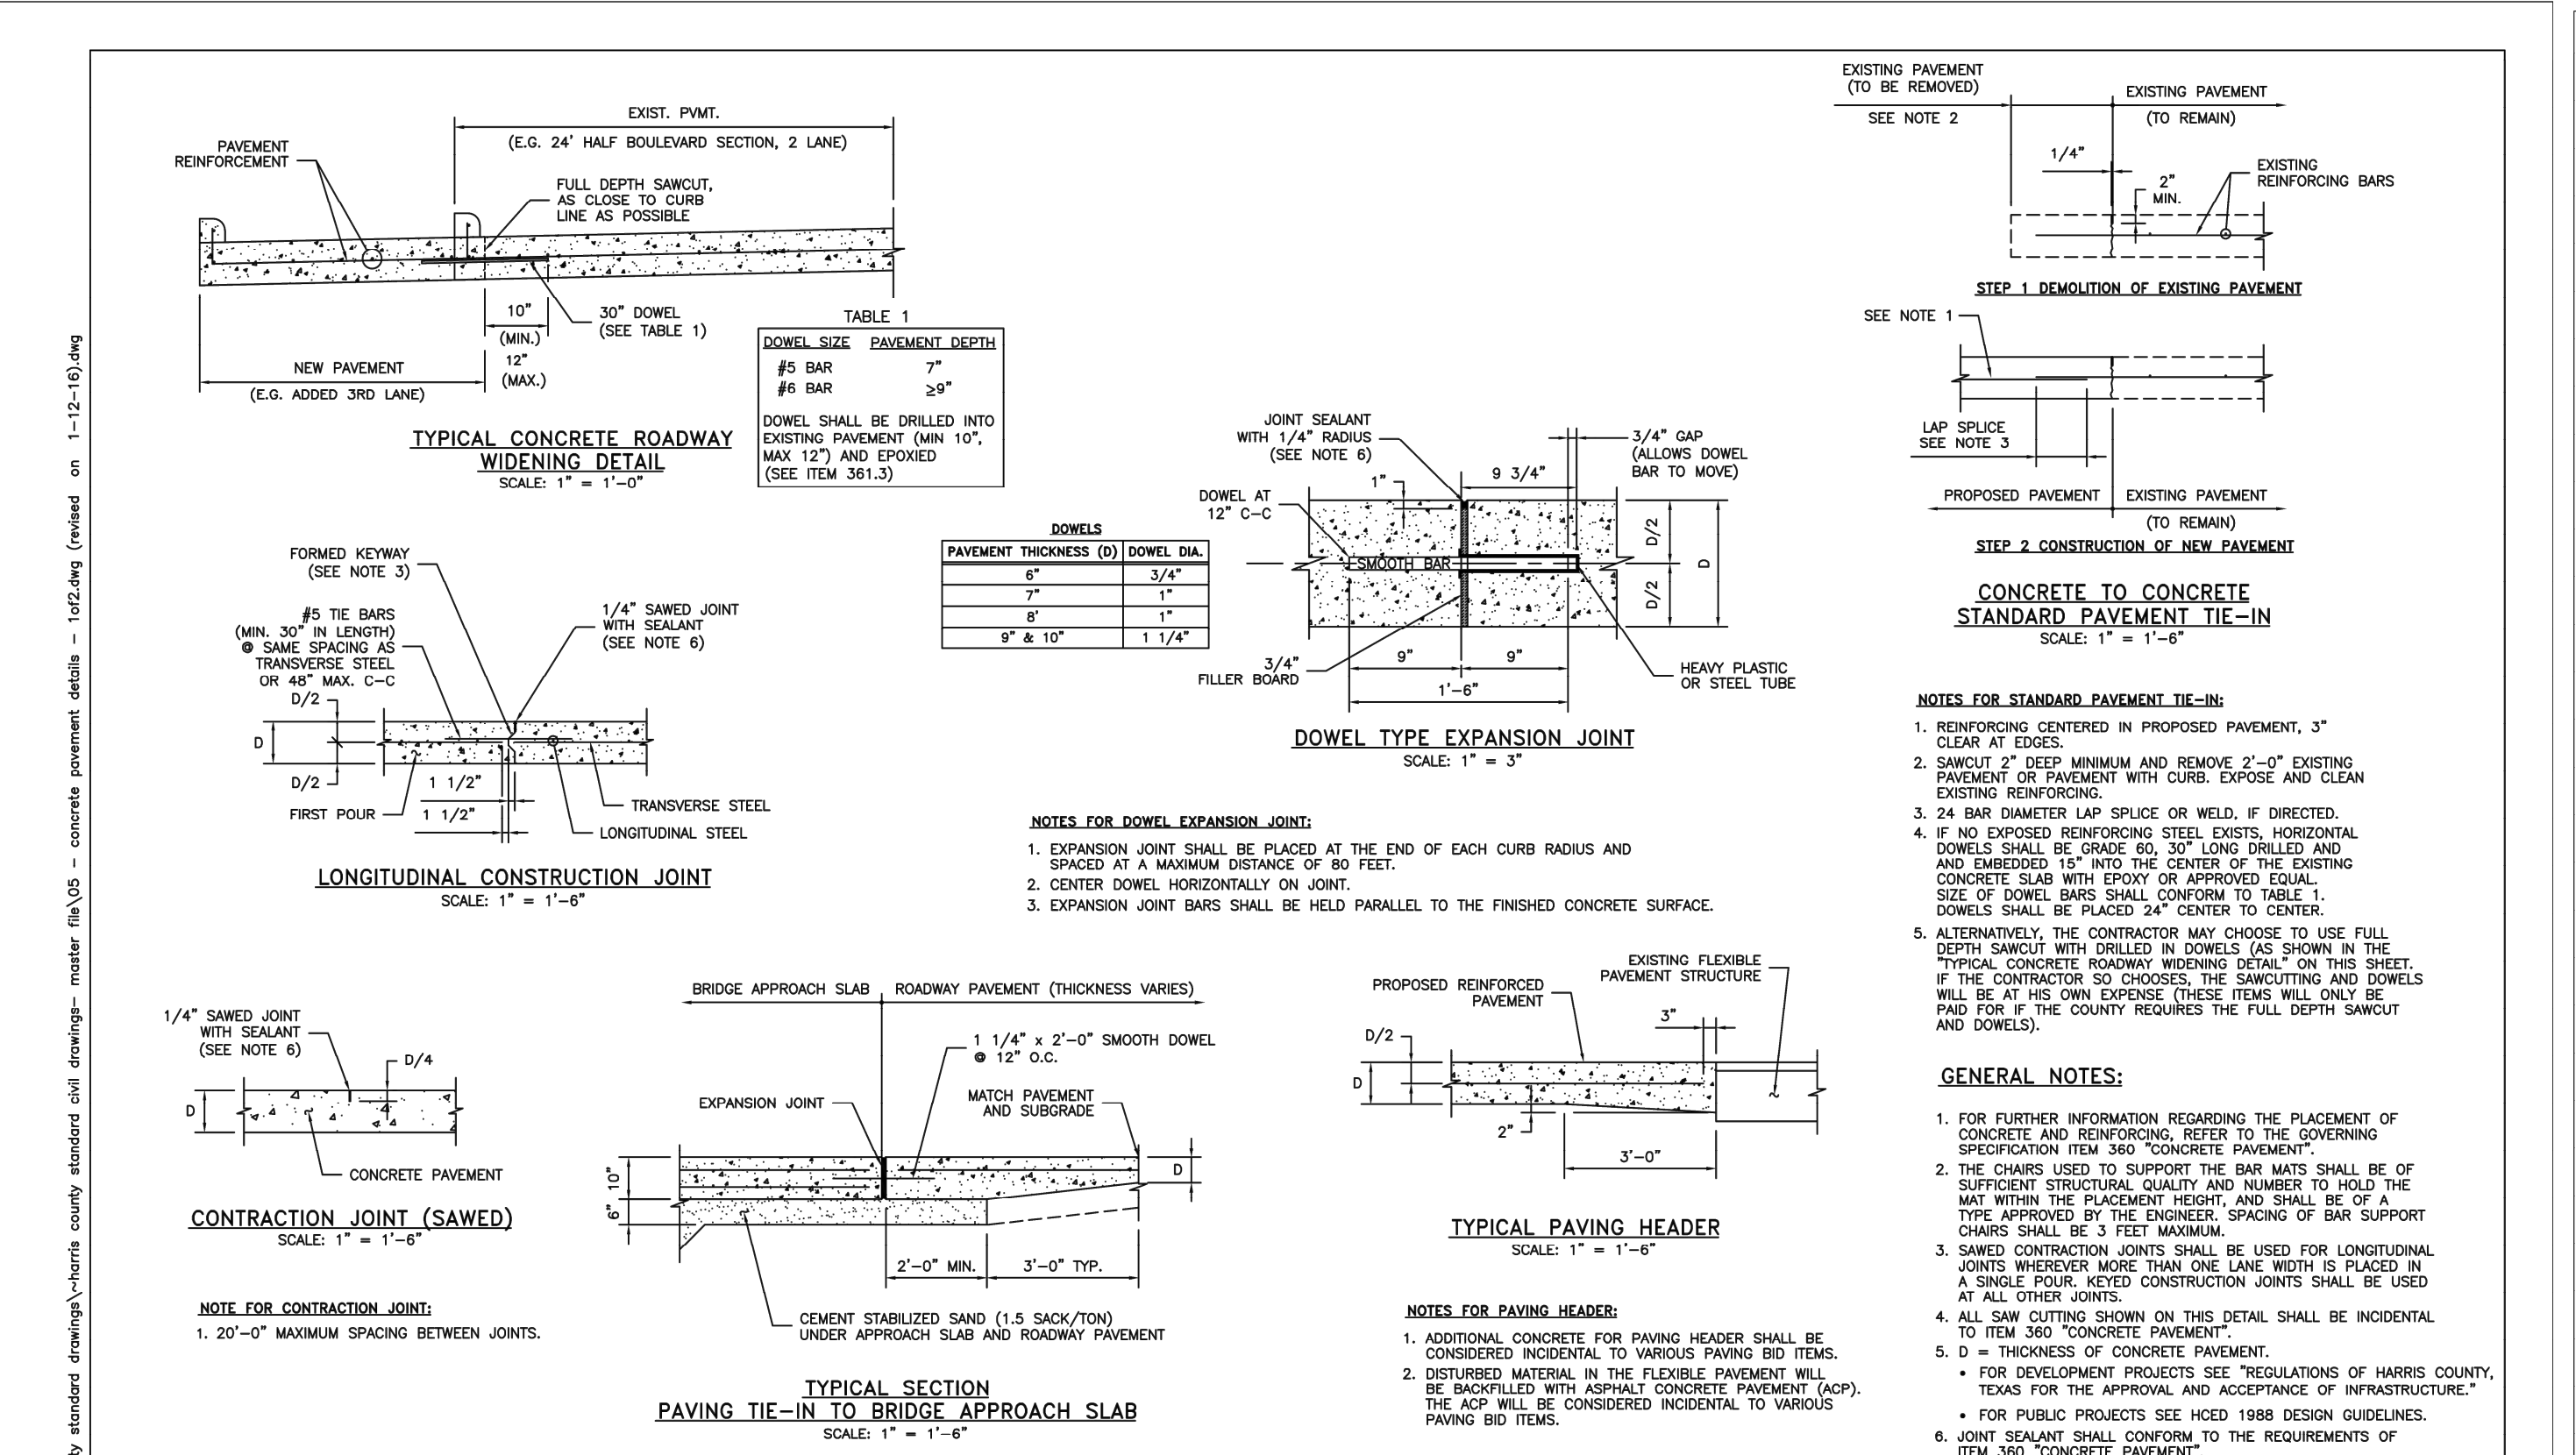 ty standard drawings\~harris county standard civil drawings- master file\05 - concrete pavement details - 1of2.dwg (revised on 1-12-16).dwg
EXIST. PVMT.
(E.G. 24' HALF BOULEVARD SECTION, 2 LANE)
PAVEMENT
REINFORCEMENT
FULL DEPTH SAWCUT,
AS CLOSE TO CURB
LINE AS POSSIBLE
10"
(MIN.)
12"
(MAX.)
30" DOWEL
(SEE TABLE 1)
NEW PAVEMENT
(E.G. ADDED 3RD LANE)
TYPICAL CONCRETE ROADWAY
WIDENING DETAIL
SCALE: 1" = 1'-0"
TABLE 1
DOWEL SIZE PAVEMENT DEPTH
#5 BAR 7"
#6 BAR ≥9"
DOWEL SHALL BE DRILLED INTO
EXISTING PAVEMENT (MIN 10",
MAX 12") AND EPOXIED
(SEE ITEM 361.3)
FORMED KEYWAY
(SEE NOTE 3)
#5 TIE BARS
(MIN. 30" IN LENGTH)
@ SAME SPACING AS
TRANSVERSE STEEL
OR 48" MAX. C-C
1/4" SAWED JOINT
WITH SEALANT
(SEE NOTE 6)
D/2
D
D/2
1 1/2"
1 1/2"
FIRST POUR
TRANSVERSE STEEL
LONGITUDINAL STEEL
LONGITUDINAL CONSTRUCTION JOINT
SCALE: 1" = 1'-6"
DOWELS
PAVEMENT THICKNESS (D) DOWEL DIA.
6" 3/4"
7" 1"
8' 1"
9" & 10" 1 1/4"
JOINT SEALANT
WITH 1/4" RADIUS
(SEE NOTE 6)
1"
9 3/4"
3/4" GAP
(ALLOWS DOWEL
BAR TO MOVE)
DOWEL AT
12" C-C
SMOOTH BAR
D/2
D
D/2
3/4"
FILLER BOARD
9"
9"
1'-6"
HEAVY PLASTIC
OR STEEL TUBE
DOWEL TYPE EXPANSION JOINT
SCALE: 1" = 3"
NOTES FOR DOWEL EXPANSION JOINT:
1. EXPANSION JOINT SHALL BE PLACED AT THE END OF EACH CURB RADIUS AND
SPACED AT A MAXIMUM DISTANCE OF 80 FEET.
2. CENTER DOWEL HORIZONTALLY ON JOINT.
3. EXPANSION JOINT BARS SHALL BE HELD PARALLEL TO THE FINISHED CONCRETE SURFACE.
EXISTING PAVEMENT
(TO BE REMOVED)
SEE NOTE 2
EXISTING PAVEMENT
(TO REMAIN)
1/4"
2"
MIN.
EXISTING
REINFORCING BARS
STEP 1 DEMOLITION OF EXISTING PAVEMENT
SEE NOTE 1
LAP SPLICE
SEE NOTE 3
PROPOSED PAVEMENT
EXISTING PAVEMENT
(TO REMAIN)
STEP 2 CONSTRUCTION OF NEW PAVEMENT
CONCRETE TO CONCRETE
STANDARD PAVEMENT TIE-IN
SCALE: 1" = 1'-6"
NOTES FOR STANDARD PAVEMENT TIE-IN:
1. REINFORCING CENTERED IN PROPOSED PAVEMENT, 3"
CLEAR AT EDGES.
2. SAWCUT 2" DEEP MINIMUM AND REMOVE 2'-0" EXISTING
PAVEMENT OR PAVEMENT WITH CURB. EXPOSE AND CLEAN
EXISTING REINFORCING.
3. 24 BAR DIAMETER LAP SPLICE OR WELD, IF DIRECTED.
4. IF NO EXPOSED REINFORCING STEEL EXISTS, HORIZONTAL
DOWELS SHALL BE GRADE 60, 30" LONG DRILLED AND
AND EMBEDDED 15" INTO THE CENTER OF THE EXISTING
CONCRETE SLAB WITH EPOXY OR APPROVED EQUAL.
SIZE OF DOWEL BARS SHALL CONFORM TO TABLE 1.
DOWELS SHALL BE PLACED 24" CENTER TO CENTER.
5. ALTERNATIVELY, THE CONTRACTOR MAY CHOOSE TO USE FULL
DEPTH SAWCUT WITH DRILLED IN DOWELS (AS SHOWN IN THE
"TYPICAL CONCRETE ROADWAY WIDENING DETAIL" ON THIS SHEET.
IF THE CONTRACTOR SO CHOOSES, THE SAWCUTTING AND DOWELS
WILL BE AT HIS OWN EXPENSE (THESE ITEMS WILL ONLY BE
PAID FOR IF THE COUNTY REQUIRES THE FULL DEPTH SAWCUT
AND DOWELS).
1/4" SAWED JOINT
WITH SEALANT
(SEE NOTE 6)
D/4
D
CONCRETE PAVEMENT
CONTRACTION JOINT (SAWED)
SCALE: 1" = 1'-6"
NOTE FOR CONTRACTION JOINT:
1. 20'-0" MAXIMUM SPACING BETWEEN JOINTS.
BRIDGE APPROACH SLAB
ROADWAY PAVEMENT (THICKNESS VARIES)
1 1/4" x 2'-0" SMOOTH DOWEL
@ 12" O.C.
EXPANSION JOINT
MATCH PAVEMENT
AND SUBGRADE
10"
6"
D
2'-0" MIN.
3'-0" TYP.
CEMENT STABILIZED SAND (1.5 SACK/TON)
UNDER APPROACH SLAB AND ROADWAY PAVEMENT
TYPICAL SECTION
PAVING TIE-IN TO BRIDGE APPROACH SLAB
SCALE: 1" = 1'-6"
EXISTING FLEXIBLE
PAVEMENT STRUCTURE
PROPOSED REINFORCED
PAVEMENT
3"
D/2
D
2"
3'-0"
TYPICAL PAVING HEADER
SCALE: 1" = 1'-6"
NOTES FOR PAVING HEADER:
1. ADDITIONAL CONCRETE FOR PAVING HEADER SHALL BE
CONSIDERED INCIDENTAL TO VARIOUS PAVING BID ITEMS.
2. DISTURBED MATERIAL IN THE FLEXIBLE PAVEMENT WILL
BE BACKFILLED WITH ASPHALT CONCRETE PAVEMENT (ACP).
THE ACP WILL BE CONSIDERED INCIDENTAL TO VARIOUS
PAVING BID ITEMS.
GENERAL NOTES:
1. FOR FURTHER INFORMATION REGARDING THE PLACEMENT OF
CONCRETE AND REINFORCING, REFER TO THE GOVERNING
SPECIFICATION ITEM 360 "CONCRETE PAVEMENT".
2. THE CHAIRS USED TO SUPPORT THE BAR MATS SHALL BE OF
SUFFICIENT STRUCTURAL QUALITY AND NUMBER TO HOLD THE
MAT WITHIN THE PLACEMENT HEIGHT, AND SHALL BE OF A
TYPE APPROVED BY THE ENGINEER. SPACING OF BAR SUPPORT
CHAIRS SHALL BE 3 FEET MAXIMUM.
3. SAWED CONTRACTION JOINTS SHALL BE USED FOR LONGITUDINAL
JOINTS WHEREVER MORE THAN ONE LANE WIDTH IS PLACED IN
A SINGLE POUR. KEYED CONSTRUCTION JOINTS SHALL BE USED
AT ALL OTHER JOINTS.
4. ALL SAW CUTTING SHOWN ON THIS DETAIL SHALL BE INCIDENTAL
TO ITEM 360 "CONCRETE PAVEMENT".
5. D = THICKNESS OF CONCRETE PAVEMENT.
• FOR DEVELOPMENT PROJECTS SEE "REGULATIONS OF HARRIS COUNTY,
TEXAS FOR THE APPROVAL AND ACCEPTANCE OF INFRASTRUCTURE."
• FOR PUBLIC PROJECTS SEE HCED 1988 DESIGN GUIDELINES.
6. JOINT SEALANT SHALL CONFORM TO THE REQUIREMENTS OF
ITEM 360 "CONCRETE PAVEMENT"